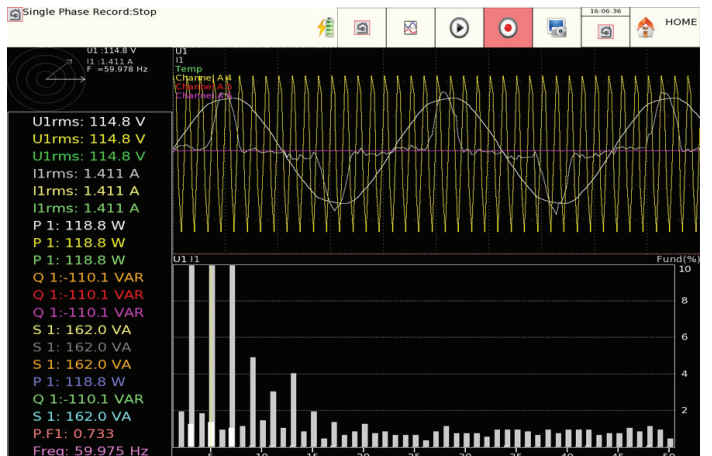 Single Phase Record:Stop
16:06:36
HOME
U1 :114.8 V
I1 :1.411 A
F =59.978 Hz
U1
I1
Temp
Channel A 4
Channel A 5
U1rms: 114.8 V
U1rms: 114.8 V
U1rms: 114.8 V
I1rms: 1.411 A
I1rms: 1.411 A
I1rms: 1.411 A
P 1: 118.8 W
P 1: 118.8 W
P 1: 118.8 W
Q 1:-110.1 VAR
Q 1:-110.1 VAR
Q 1:-110.1 VAR
S 1: 162.0 VA
S 1: 162.0 VA
S 1: 162.0 VA
P 1: 118.8 W
Q 1:-110.1 VAR
S 1: 162.0 VA
P.F1: 0.733
Freq: 59.975 Hz
U1 I1
Fund(%)
10
8
6
4
2
5 10 15 20 25 30 35 40 45 50